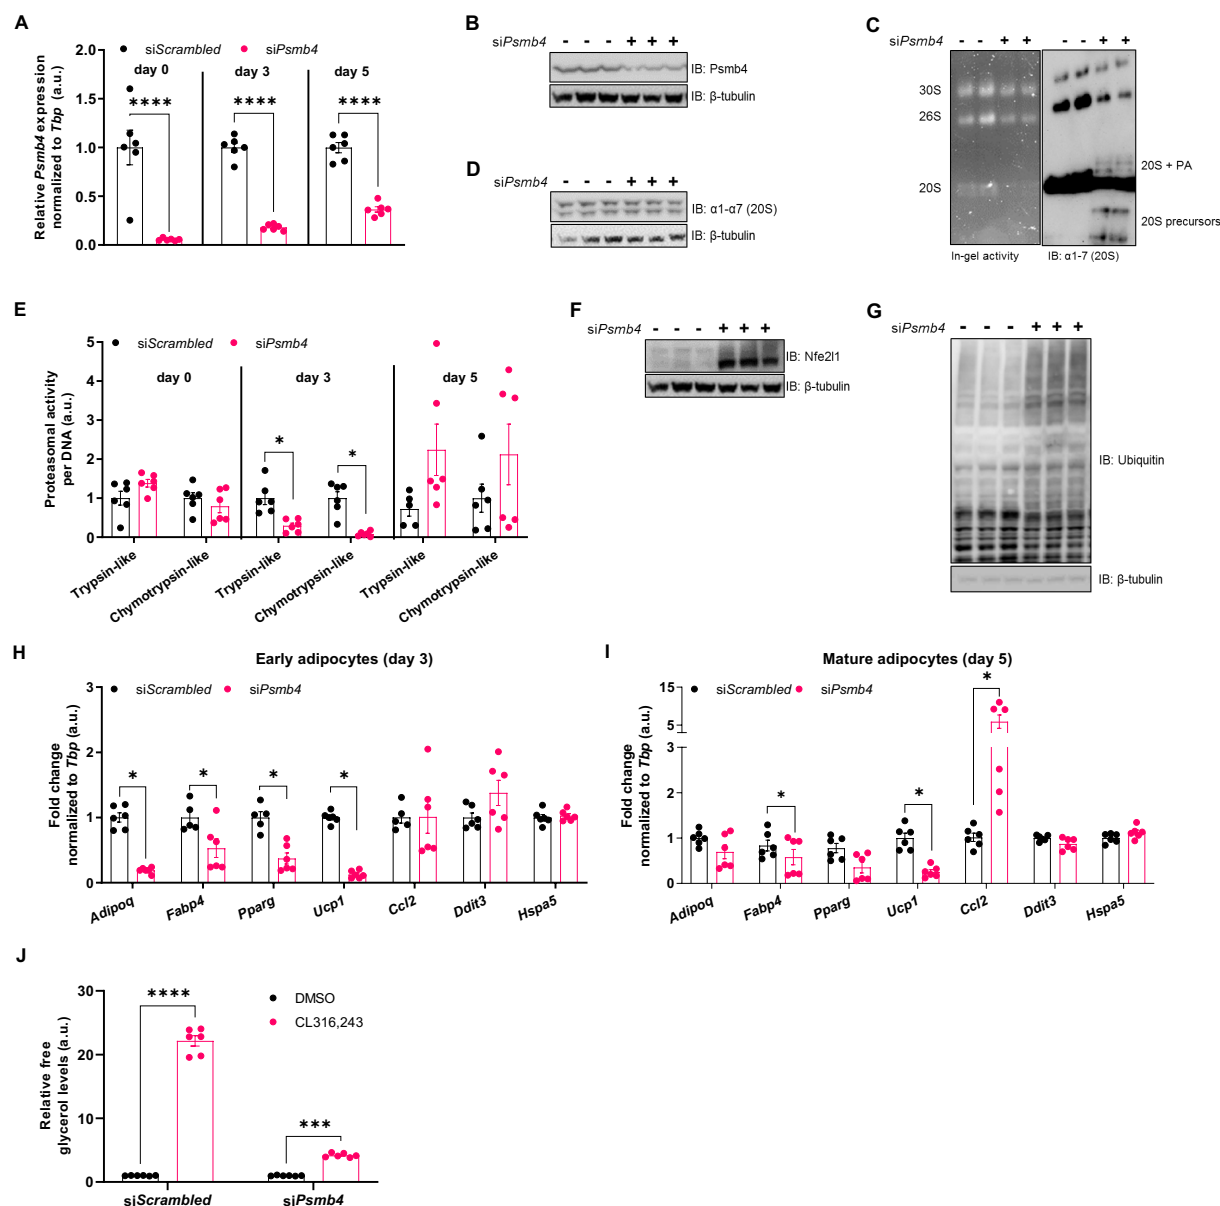 A
siScrambled
siPsmb4
day 0
day 3
day 5
****
****
****
Relative Psmb4 expression
normalized to Tbp (a.u.)
2.0
1.5
1.0
0.5
0.0
B
siPsmb4
- - - + + +
IB: Psmb4
IB: β-tubulin
C
siPsmb4
- - + + - - + +
30S
26S
20S
20S + PA
20S precursors
In-gel activity
IB: α1-7 (20S)
D
siPsmb4
- - - + + +
IB: α1-α7 (20S)
IB: β-tubulin
E
siScrambled
siPsmb4
day 0
day 3
day 5
*
*
Proteasomal activity
per DNA (a.u.)
5
4
3
2
1
0
Trypsin-like
Chymotrypsin-like
Trypsin-like
Chymotrypsin-like
Trypsin-like
Chymotrypsin-like
F
siPsmb4
- - - + + +
IB: Nfe2l1
IB: β-tubulin
G
siPsmb4
- - - + + +
IB: Ubiquitin
IB: β-tubulin
H
Early adipocytes (day 3)
siScrambled
siPsmb4
Fold change
normalized to Tbp (a.u.)
3
2
1
0
*
*
*
*
Adipoq
Fabp4
Pparg
Ucp1
Ccl2
Ddit3
Hspa5
I
Mature adipocytes (day 5)
siScrambled
siPsmb4
Fold change
normalized to Tbp (a.u.)
15
5
3
2
1
0
*
*
*
Adipoq
Fabp4
Pparg
Ucp1
Ccl2
Ddit3
Hspa5
J
DMSO
CL316,243
****
***
Relative free
glycerol levels (a.u.)
30
20
10
0
siScrambled
siPsmb4